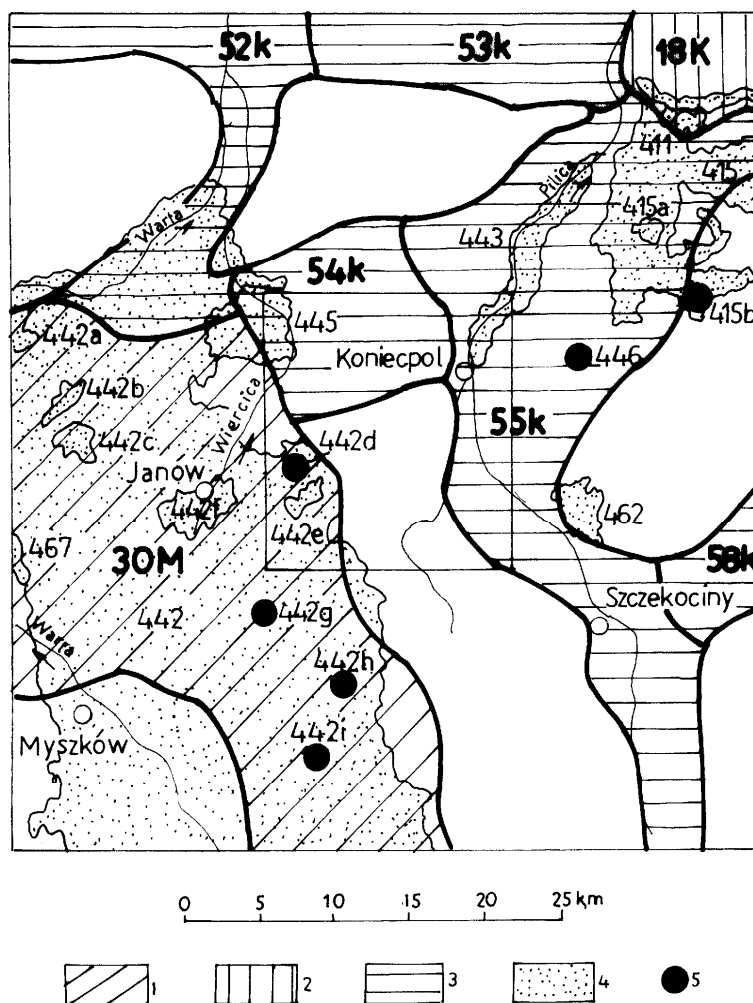 52k
53k
18K
411
415
Pilica
Warta
415a
443
54k
415b
445
442a
Koniecpol
446
442b
Wiercica
55k
442c
442d
Janów
442f
442e
462
467
30M
58k
Szczekociny
442
442g
Warta
442h
Myszków
442i
0 5 10 15 20 25 km
1 2 3 4 5